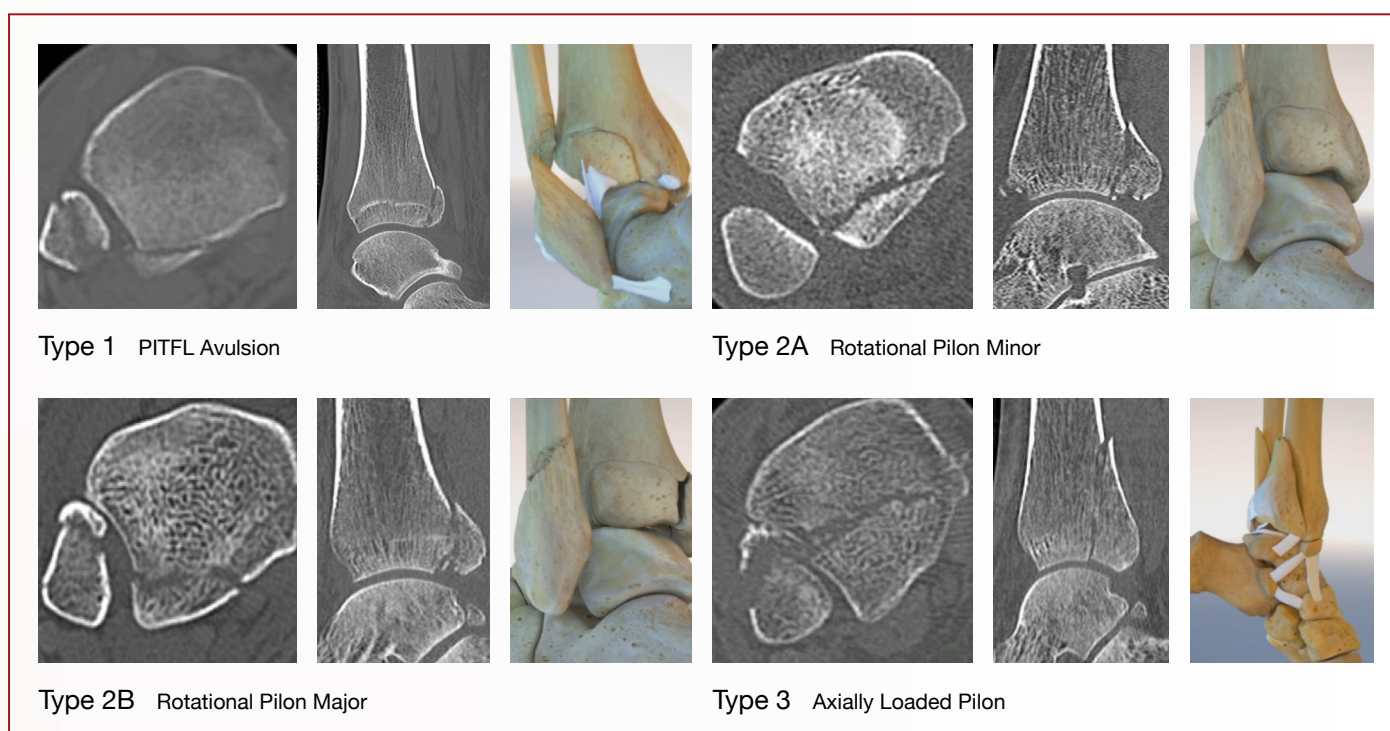 Type 1 PITFL Avulsion
Type 2A Rotational Pilon Minor
Type 2B Rotational Pilon Major
Type 3 Axially Loaded Pilon